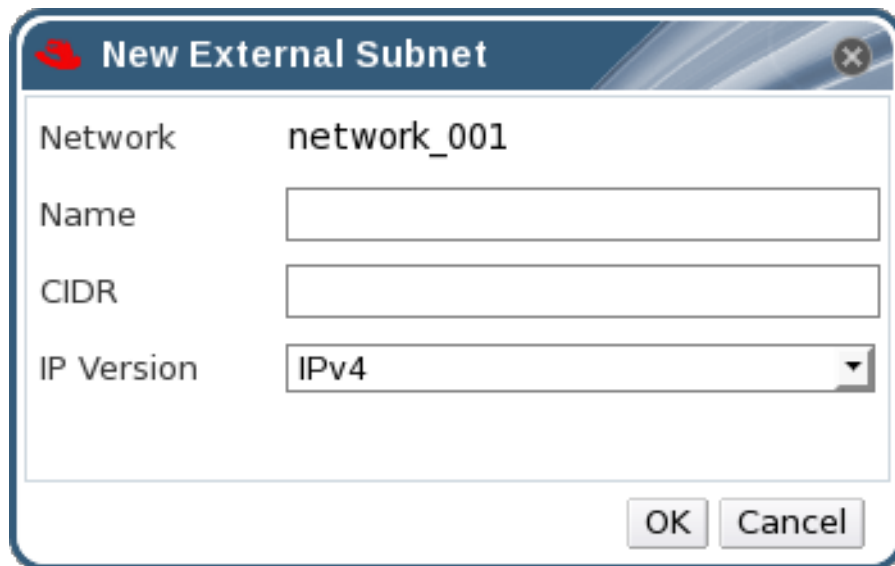 New External Subnet
Network network_001
Name
CIDR
IP Version IPv4
OK Cancel